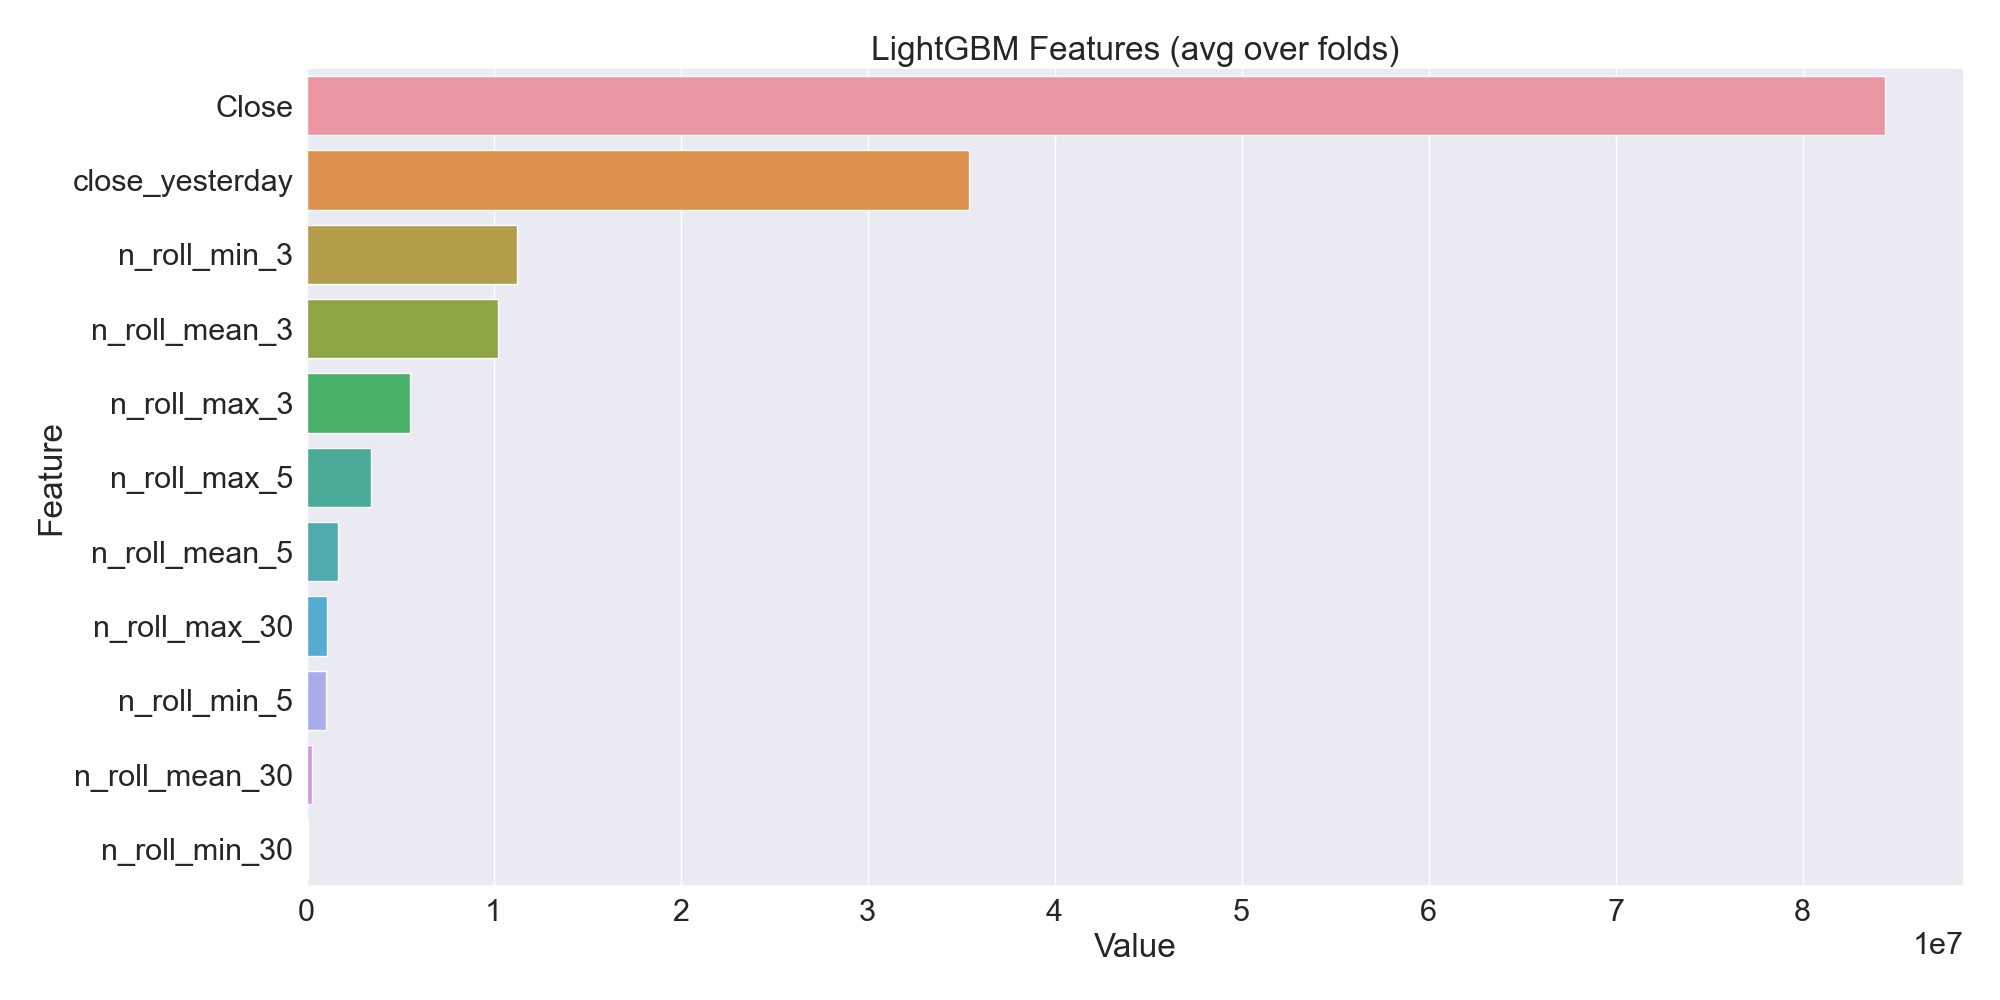 LightGBM Features (avg over folds)
Feature
Close
close_yesterday
n_roll_min_3
n_roll_mean_3
n_roll_max_3
n_roll_max_5
n_roll_mean_5
n_roll_max_30
n_roll_min_5
n_roll_mean_30
n_roll_min_30
0 1 2 3 4 5 6 7 8
Value
1e7